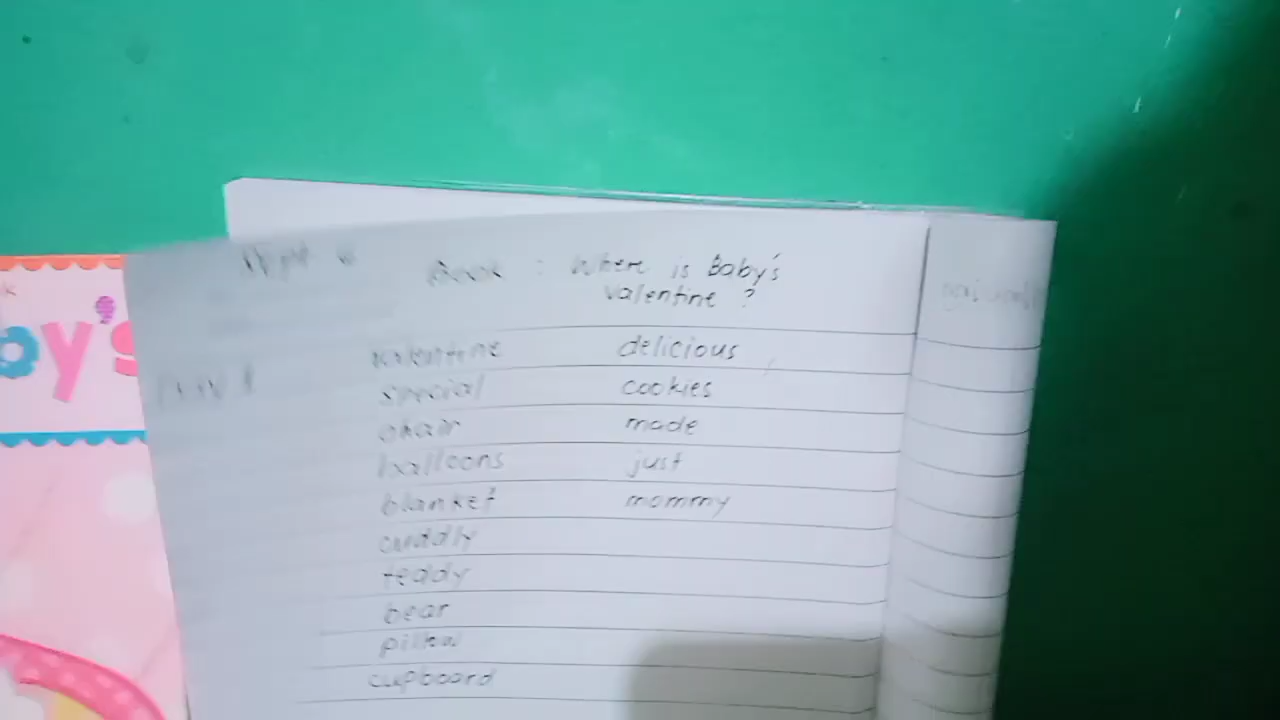 Book : Where is Baby's
valentine ?
valentine delicious
special cookies
chair made
balloons just
blanket mommy
cuddly
teddy
bear
pillow
cupboard
y's